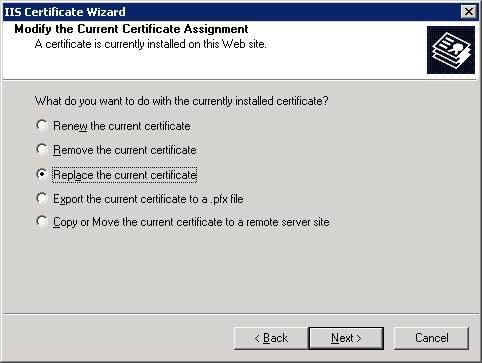 IIS Certificate Wizard
Modify the Current Certificate Assignment
A certificate is currently installed on this Web site.
What do you want to do with the currently installed certificate?
Renew the current certificate
Remove the current certificate
Replace the current certificate
Export the current certificate to a .pfx file
Copy or Move the current certificate to a remote server site
< Back
Next >
Cancel